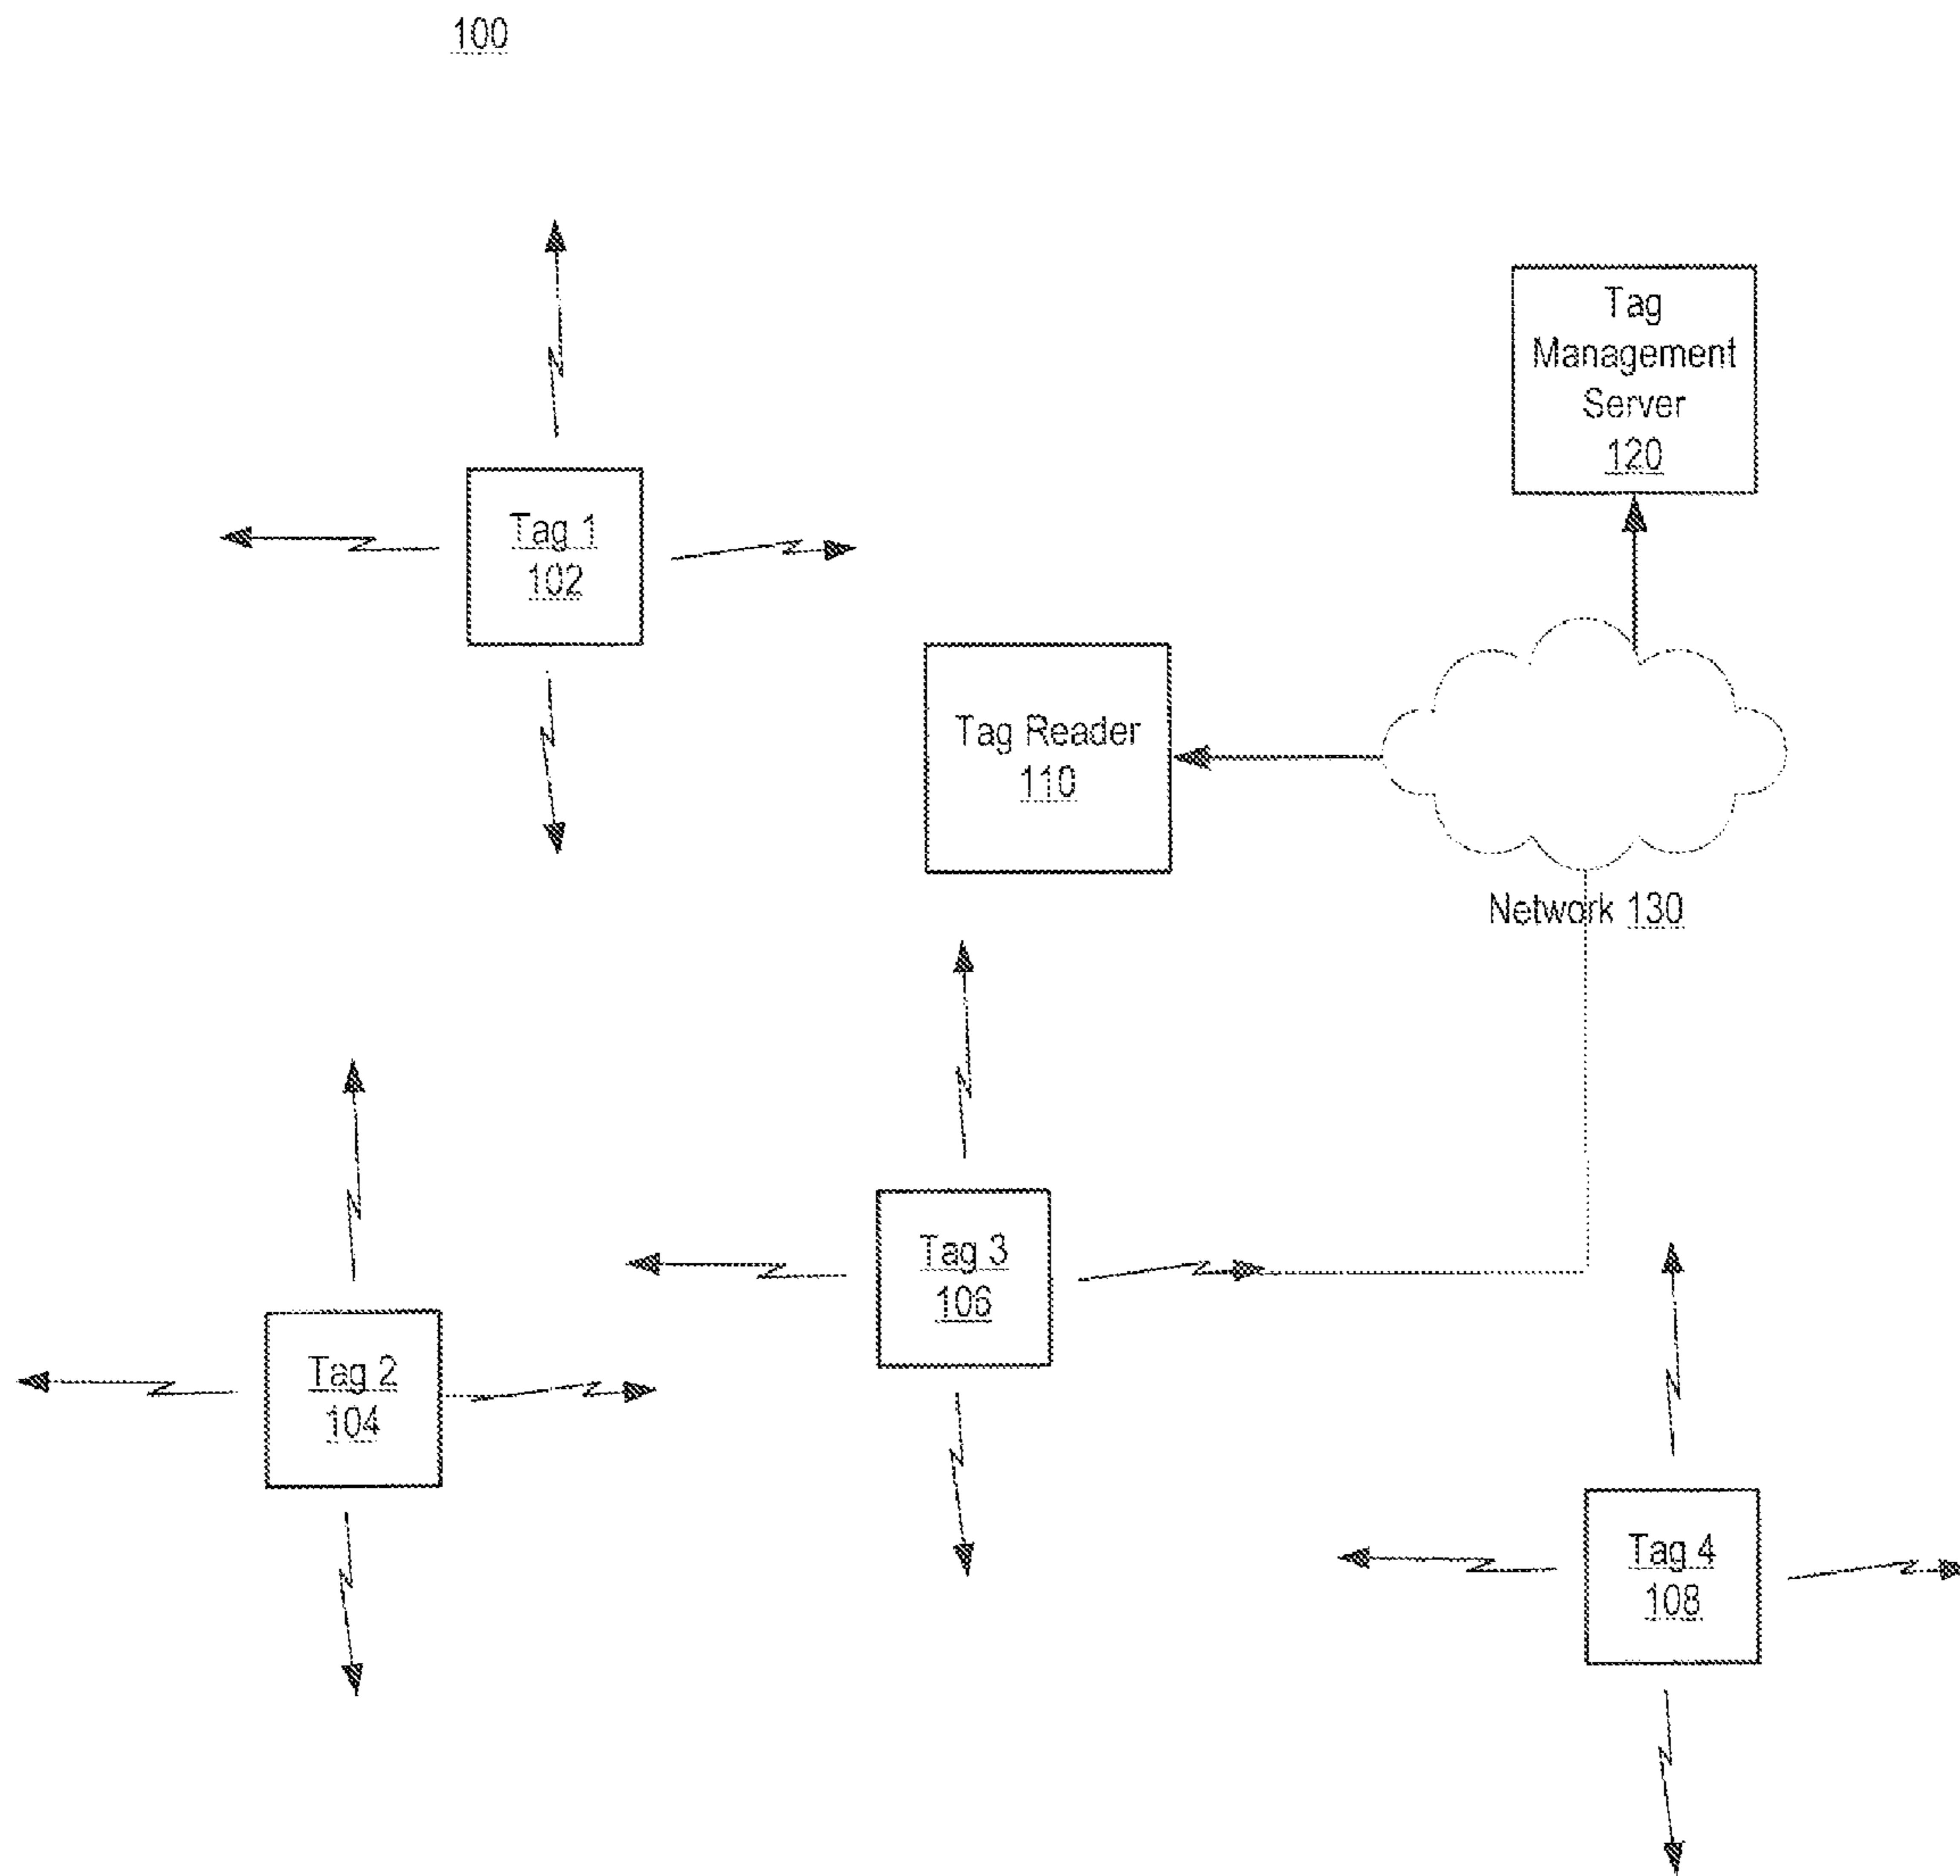 100
Tag
Management
Server
120
Tag 1
102
Tag Reader
110
Network 130
Tag 3
106
Tag 2
104
Tag 4
108